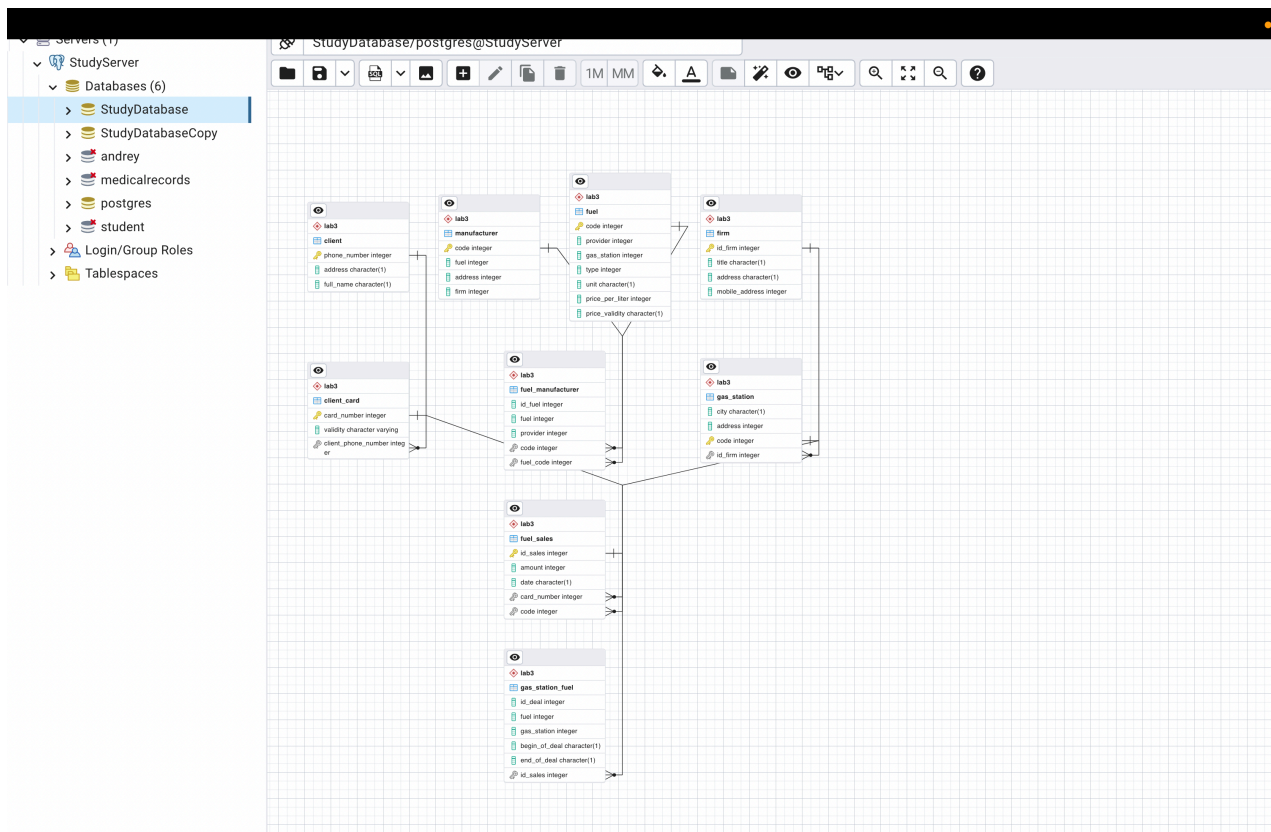 Servers (1)
StudyServer
Databases (6)
StudyDatabase
StudyDatabaseCopy
andrey
medicalrecords
postgres
student
Login/Group Roles
Tablespaces
StudyDatabase/postgres@StudyServer
SQL
1M MM
A
lab3
client
phone_number integer
address character(1)
full_name character(1)
lab3
manufacturer
code integer
fuel integer
address integer
firm integer
lab3
fuel
code integer
provider integer
gas_station integer
type integer
unit character(1)
price_per_liter integer
price_validity character(1)
lab3
firm
id_firm integer
title character(1)
address character(1)
mobile_address integer
lab3
client_card
card_number integer
validity character varying
client_phone_number integ
er
lab3
fuel_manufacturer
id_fuel integer
fuel integer
provider integer
code integer
fuel_code integer
lab3
gas_station
city character(1)
address integer
code integer
id_firm integer
lab3
fuel_sales
id_sales integer
amount integer
date character(1)
card_number integer
code integer
lab3
gas_station_fuel
id_deal integer
fuel integer
gas_station integer
begin_of_deal character(1)
end_of_deal character(1)
id_sales integer